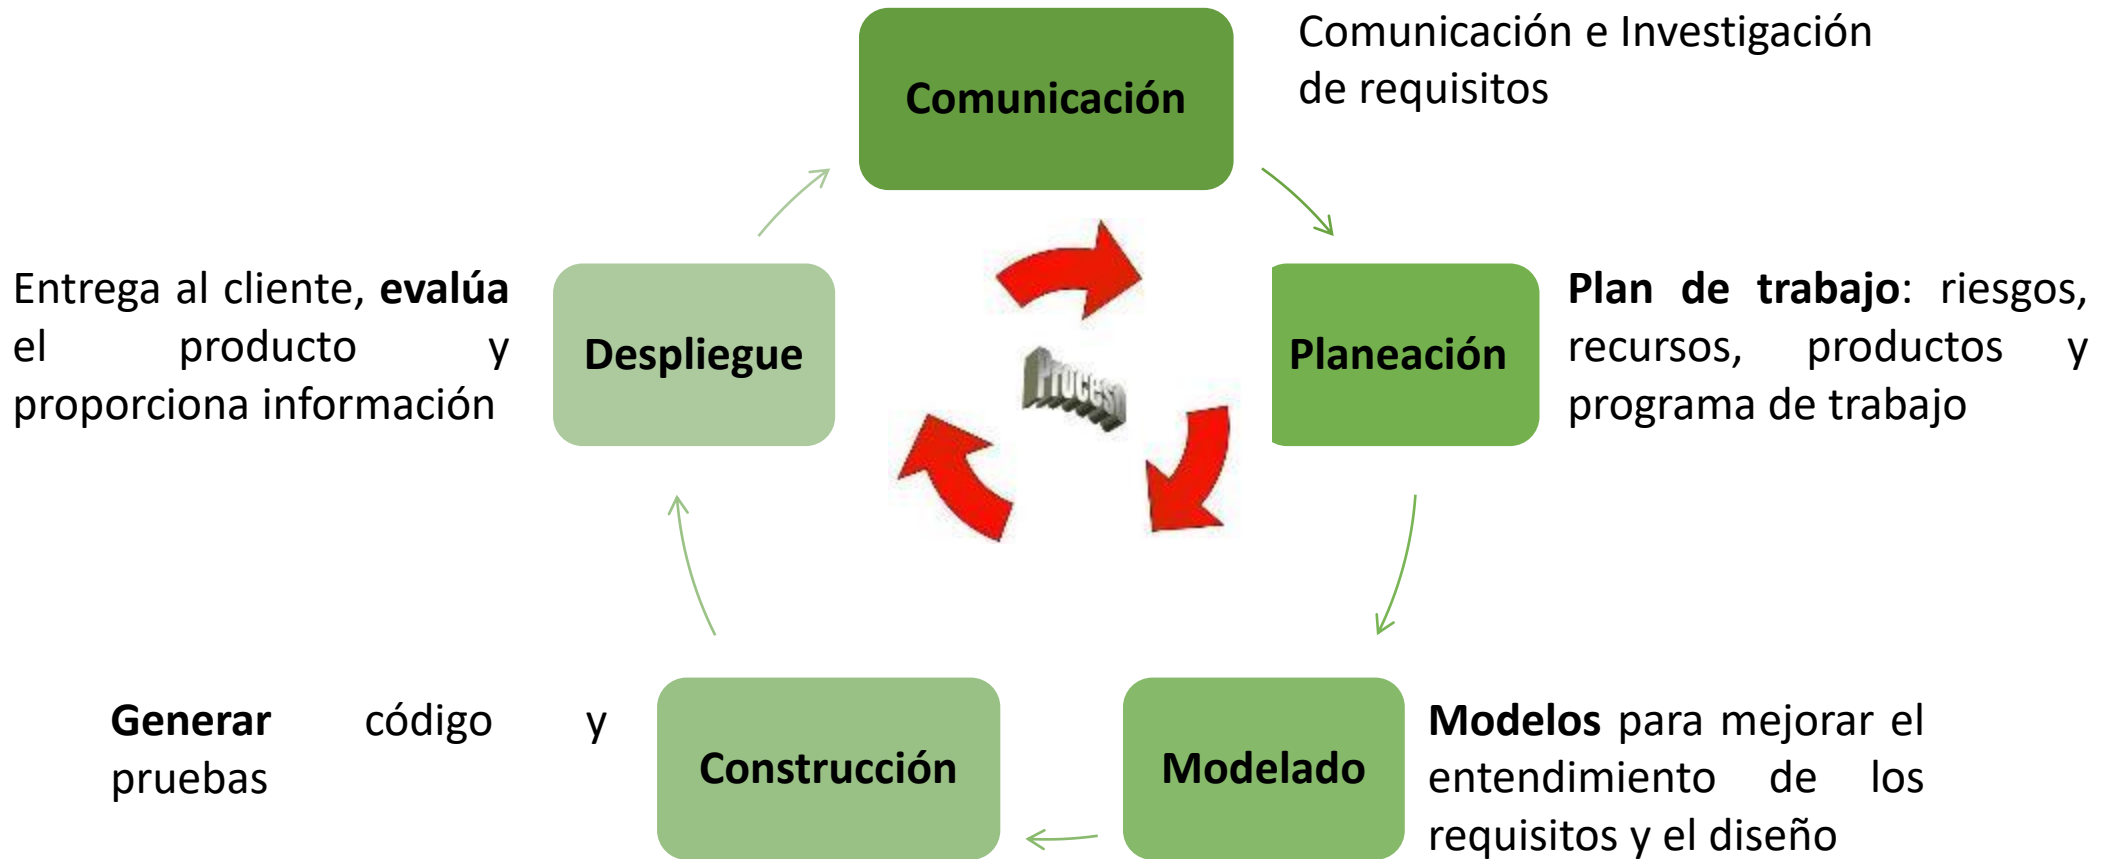 Comunicación
Comunicación e Investigación
de requisitos
Entrega al cliente, evalúa
el producto y
proporciona información
Despliegue
Proceso
Planeación
Plan de trabajo: riesgos,
recursos, productos y
programa de trabajo
Generar código y
pruebas
Construcción
Modelado
Modelos para mejorar el
entendimiento de los
requisitos y el diseño